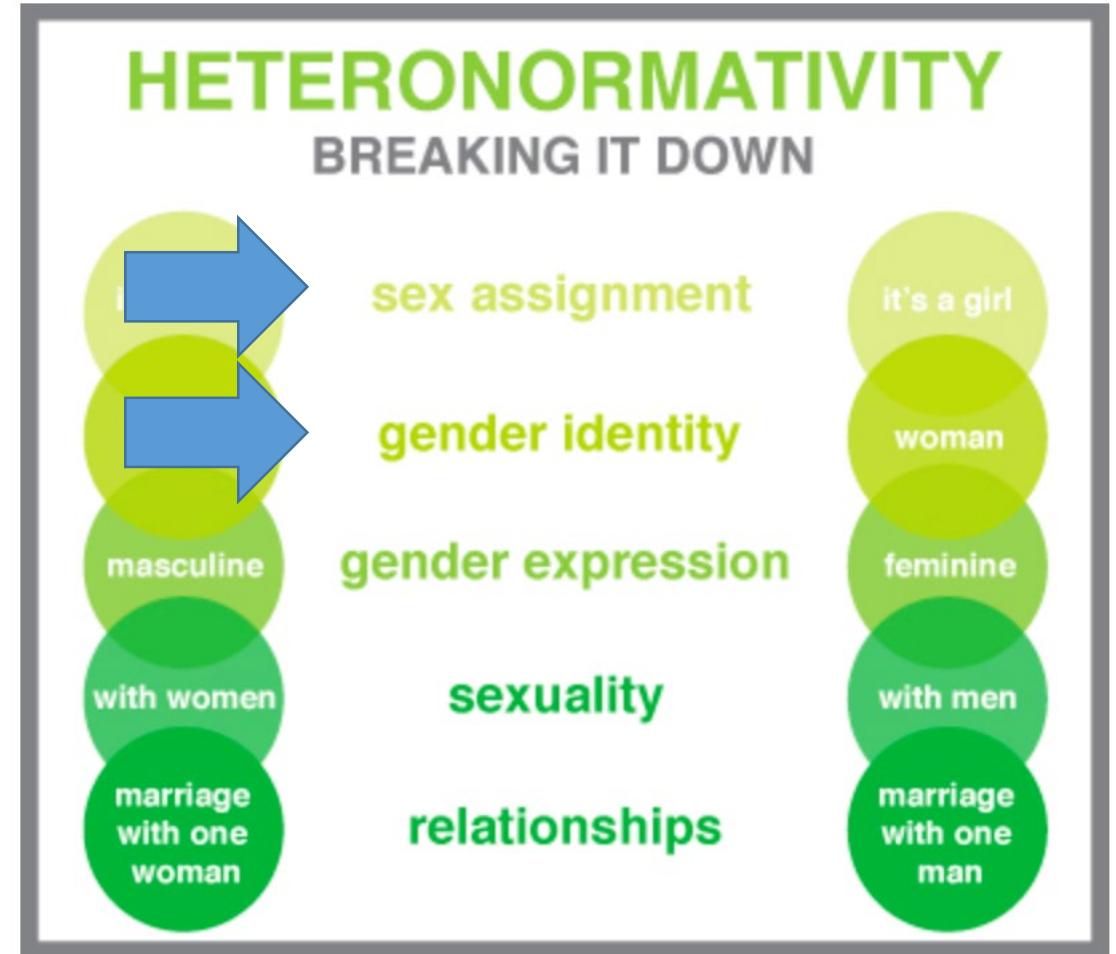 HETERONORMATIVITY
BREAKING IT DOWN
sex assignment
it's a girl
gender identity
woman
masculine
gender expression
feminine
with women
sexuality
with men
marriage
with one
woman
relationships
marriage
with one
man